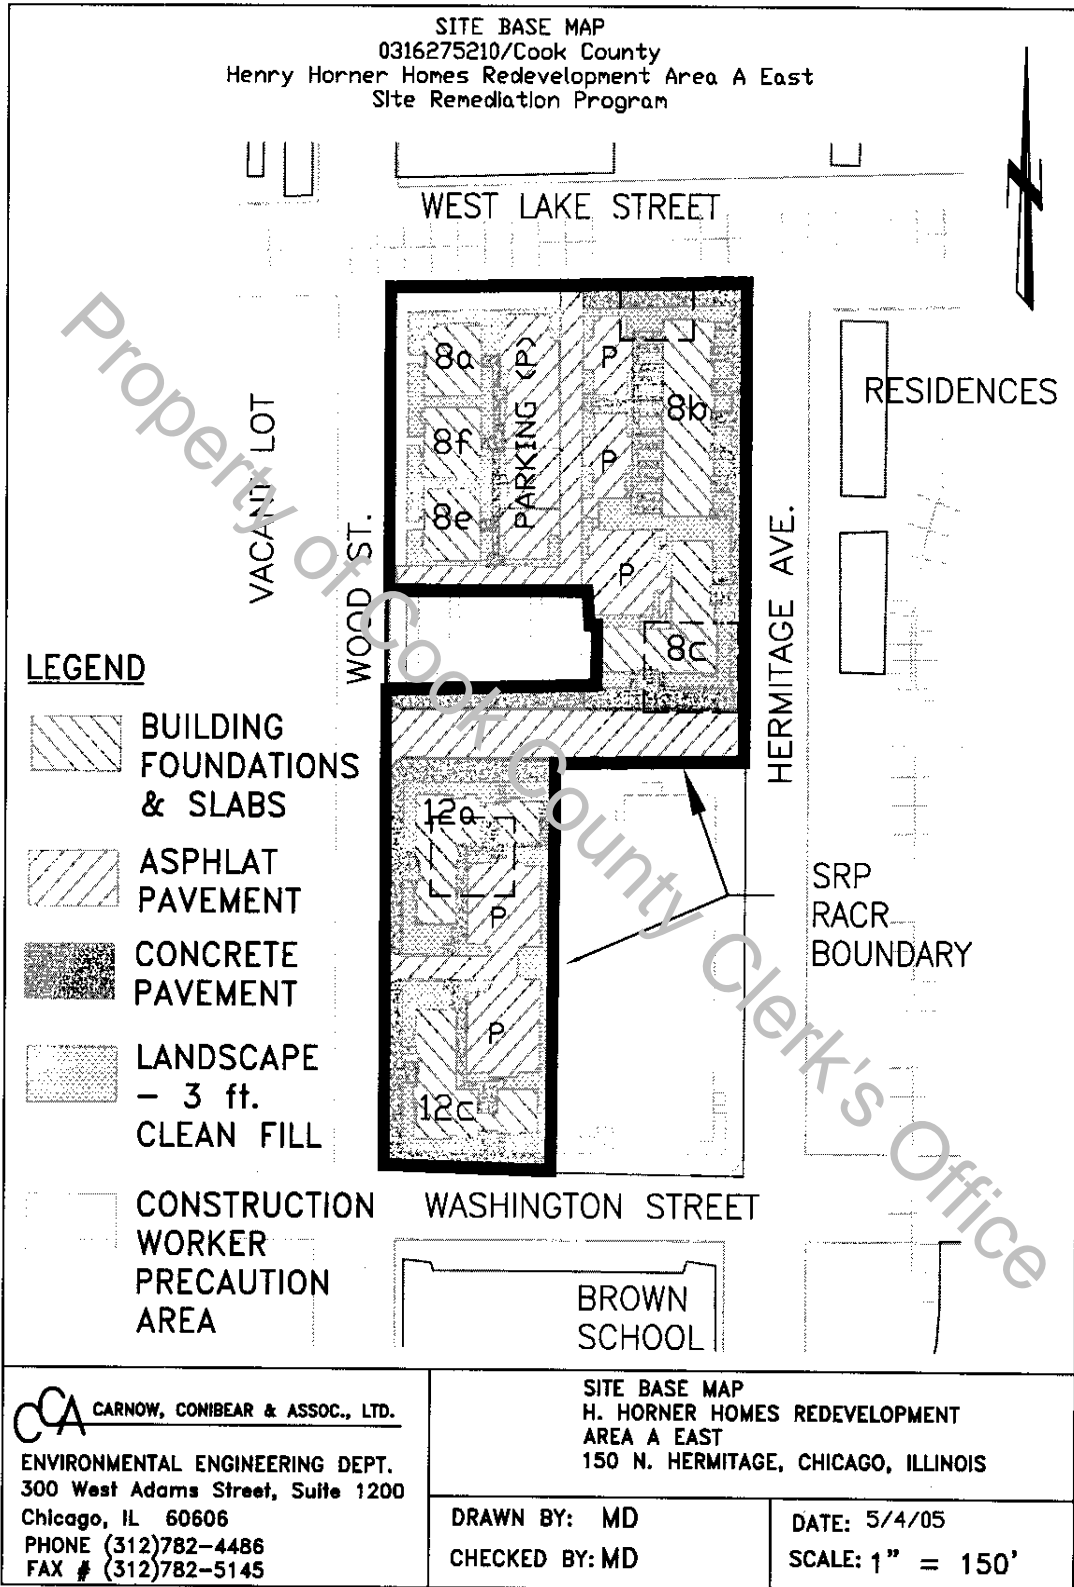 SITE BASE MAP
0316275210/Cook County
Henry Horner Homes Redevelopment Area A East
Site Remediation Program
WEST LAKE STREET
VACANT LOT
WOOD ST.
8a
8f
8e
PARKING (P)
P
P
P
8b
8c
HERMITAGE AVE.
RESIDENCES
LEGEND
BUILDING
FOUNDATIONS
& SLABS
ASPHLAT
PAVEMENT
CONCRETE
PAVEMENT
LANDSCAPE
- 3 ft.
CLEAN FILL
CONSTRUCTION
WORKER
PRECAUTION
AREA
12a
P
P
12c
SRP
RACR
BOUNDARY
WASHINGTON STREET
BROWN
SCHOOL
Property of Cook County Clerk's Office
CCA CARNOW, CONIBEAR & ASSOC., LTD.
ENVIRONMENTAL ENGINEERING DEPT.
300 West Adams Street, Suite 1200
Chicago, IL 60606
PHONE (312)782-4486
FAX # (312)782-5145
SITE BASE MAP
H. HORNER HOMES REDEVELOPMENT
AREA A EAST
150 N. HERMITAGE, CHICAGO, ILLINOIS
DRAWN BY: MD
CHECKED BY: MD
DATE: 5/4/05
SCALE: 1" = 150'